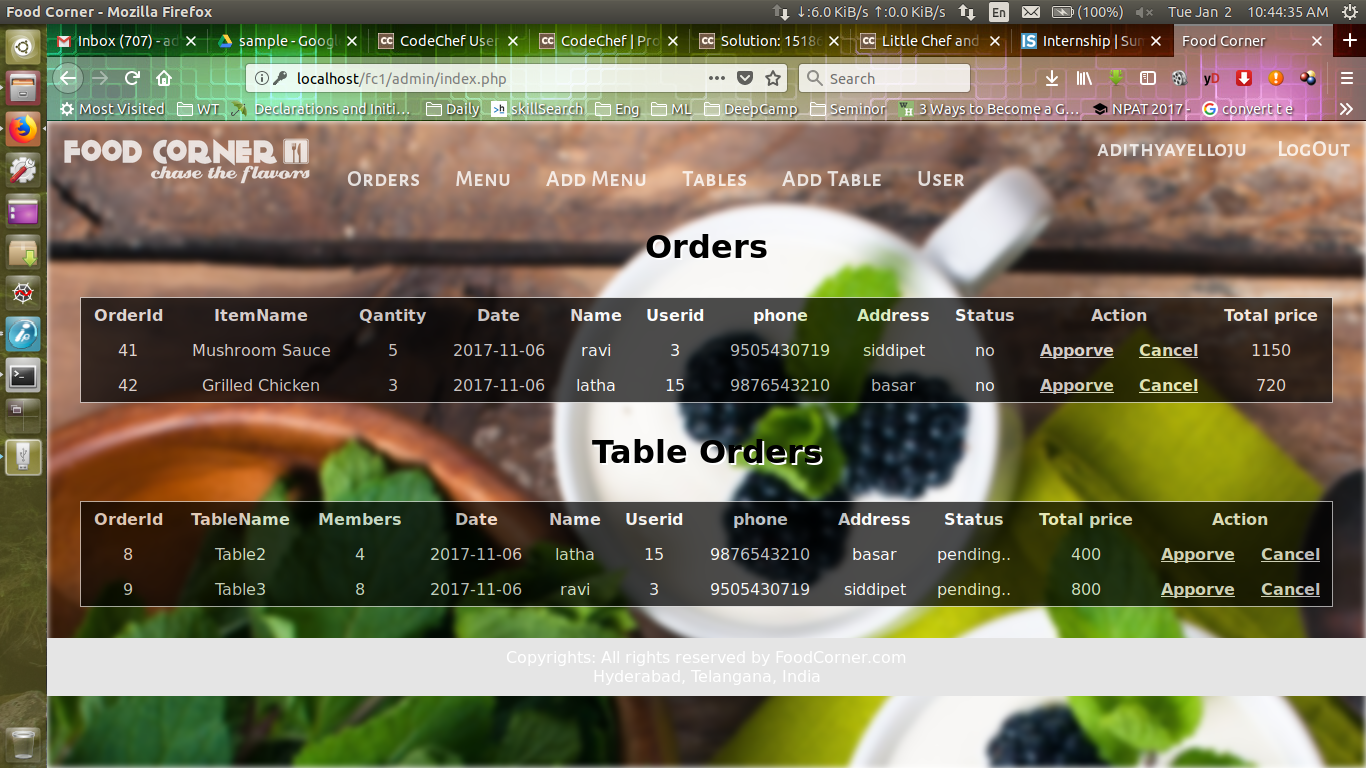 Food Corner - Mozilla Firefox ↓:6.0 KiB/s ↑:0.0 KiB/s En (100%) Tue Jan 2 10:44:35 AM
Inbox (707) - ad sample - Googl CodeChef User CodeChef | Pro Solution: 15186 Little Chef and Internship | Sum Food Corner
localhost/fc1/admin/index.php Search
Most Visited WT Declarations and Initi... Daily skillSearch Eng ML DeepCamp Seminor 3 Ways to Become a G... NPAT 2017 - convert t e
FOOD CORNER
chase the flavors
adithyayelloju LogOut
Orders Menu Add Menu Tables Add Table User
Orders
OrderId ItemName Qantity Date Name Userid phone Address Status Action Total price
41 Mushroom Sauce 5 2017-11-06 ravi 3 9505430719 siddipet no Apporve Cancel 1150
42 Grilled Chicken 3 2017-11-06 latha 15 9876543210 basar no Apporve Cancel 720
Table Orders
OrderId TableName Members Date Name Userid phone Address Status Total price Action
8 Table2 4 2017-11-06 latha 15 9876543210 basar pending.. 400 Apporve Cancel
9 Table3 8 2017-11-06 ravi 3 9505430719 siddipet pending.. 800 Apporve Cancel
Copyrights: All rights reserved by FoodCorner.com
Hyderabad, Telangana, India